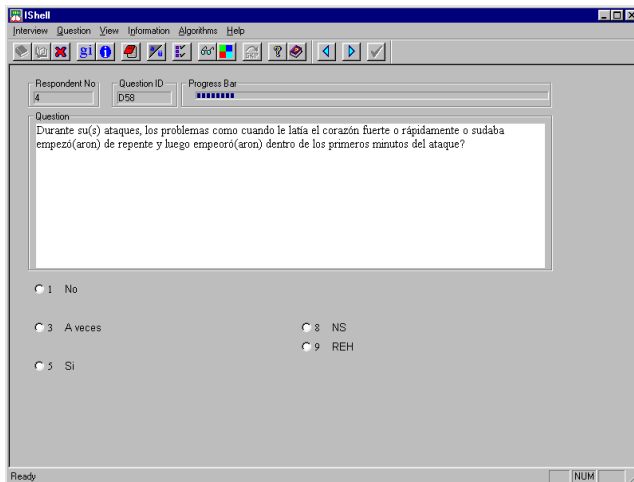 IShell
Interview Question View Information Algorithms Help
gi
SKIP
Respondent No
Question ID
Progress Bar
4
D58
Question
Durante su(s) ataques, los problemas como cuando le latía el corazón fuerte o rápidamente o sudaba
empezó(aron) de repente y luego empeoró(aron) dentro de los primeros minutos del ataque?
1 No
3 A veces
8 NS
9 REH
5 Si
Ready
NUM